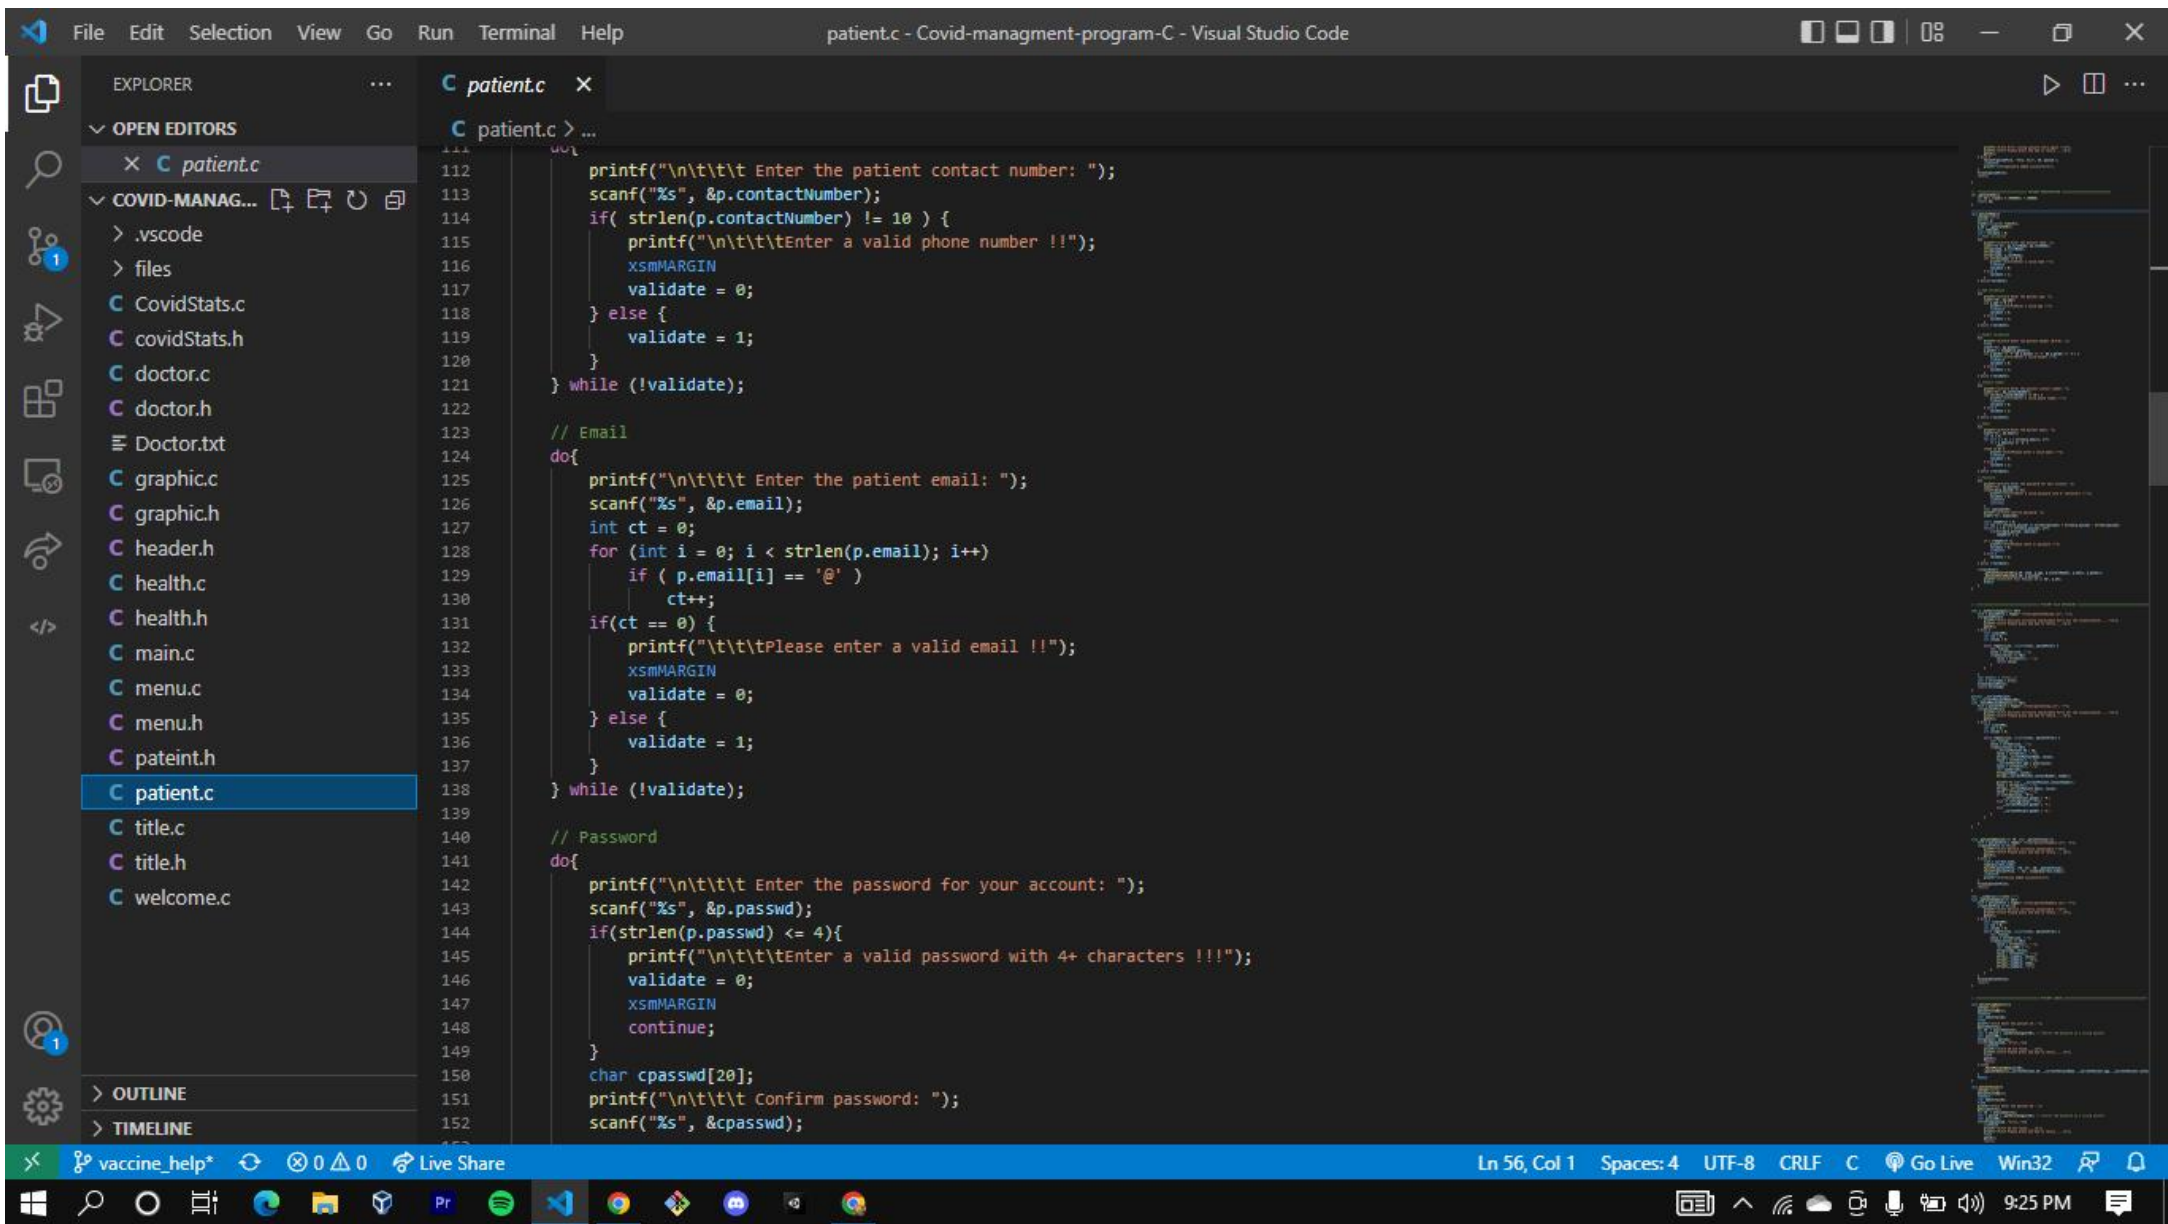 File Edit Selection View Go Run Terminal Help patient.c - Covid-managment-program-C - Visual Studio Code
EXPLORER
OPEN EDITORS
C patient.c
COVID-MANAG...
.vscode
files
C CovidStats.c
C covidStats.h
C doctor.c
C doctor.h
Doctor.txt
C graphic.c
C graphic.h
C header.h
C health.c
C health.h
C main.c
C menu.c
C menu.h
C pateint.h
C patient.c
C title.c
C title.h
C welcome.c
OUTLINE
TIMELINE
1
1
C patient.c
C patient.c > ...
111 do{
112 printf("\n\t\t\t Enter the patient contact number: ");
113 scanf("%s", &p.contactNumber);
114 if( strlen(p.contactNumber) != 10 ) {
115 printf("\n\t\t\tEnter a valid phone number !!");
116 xsmMARGIN
117 validate = 0;
118 } else {
119 validate = 1;
120 }
121 } while (!validate);
122
123 // Email
124 do{
125 printf("\n\t\t\t Enter the patient email: ");
126 scanf("%s", &p.email);
127 int ct = 0;
128 for (int i = 0; i < strlen(p.email); i++)
129 if ( p.email[i] == '@' )
130 ct++;
131 if(ct == 0) {
132 printf("\t\t\tPlease enter a valid email !!");
133 xsmMARGIN
134 validate = 0;
135 } else {
136 validate = 1;
137 }
138 } while (!validate);
139
140 // Password
141 do{
142 printf("\n\t\t\t Enter the password for your account: ");
143 scanf("%s", &p.passwd);
144 if(strlen(p.passwd) <= 4){
145 printf("\n\t\t\tEnter a valid password with 4+ characters !!!");
146 validate = 0;
147 xsmMARGIN
148 continue;
149 }
150 char cpasswd[20];
151 printf("\n\t\t\t Confirm password: ");
152 scanf("%s", &cpasswd);
vaccine_help* 0 0 Live Share Ln 56, Col 1 Spaces: 4 UTF-8 CRLF C Go Live Win32
Pr 9:25 PM